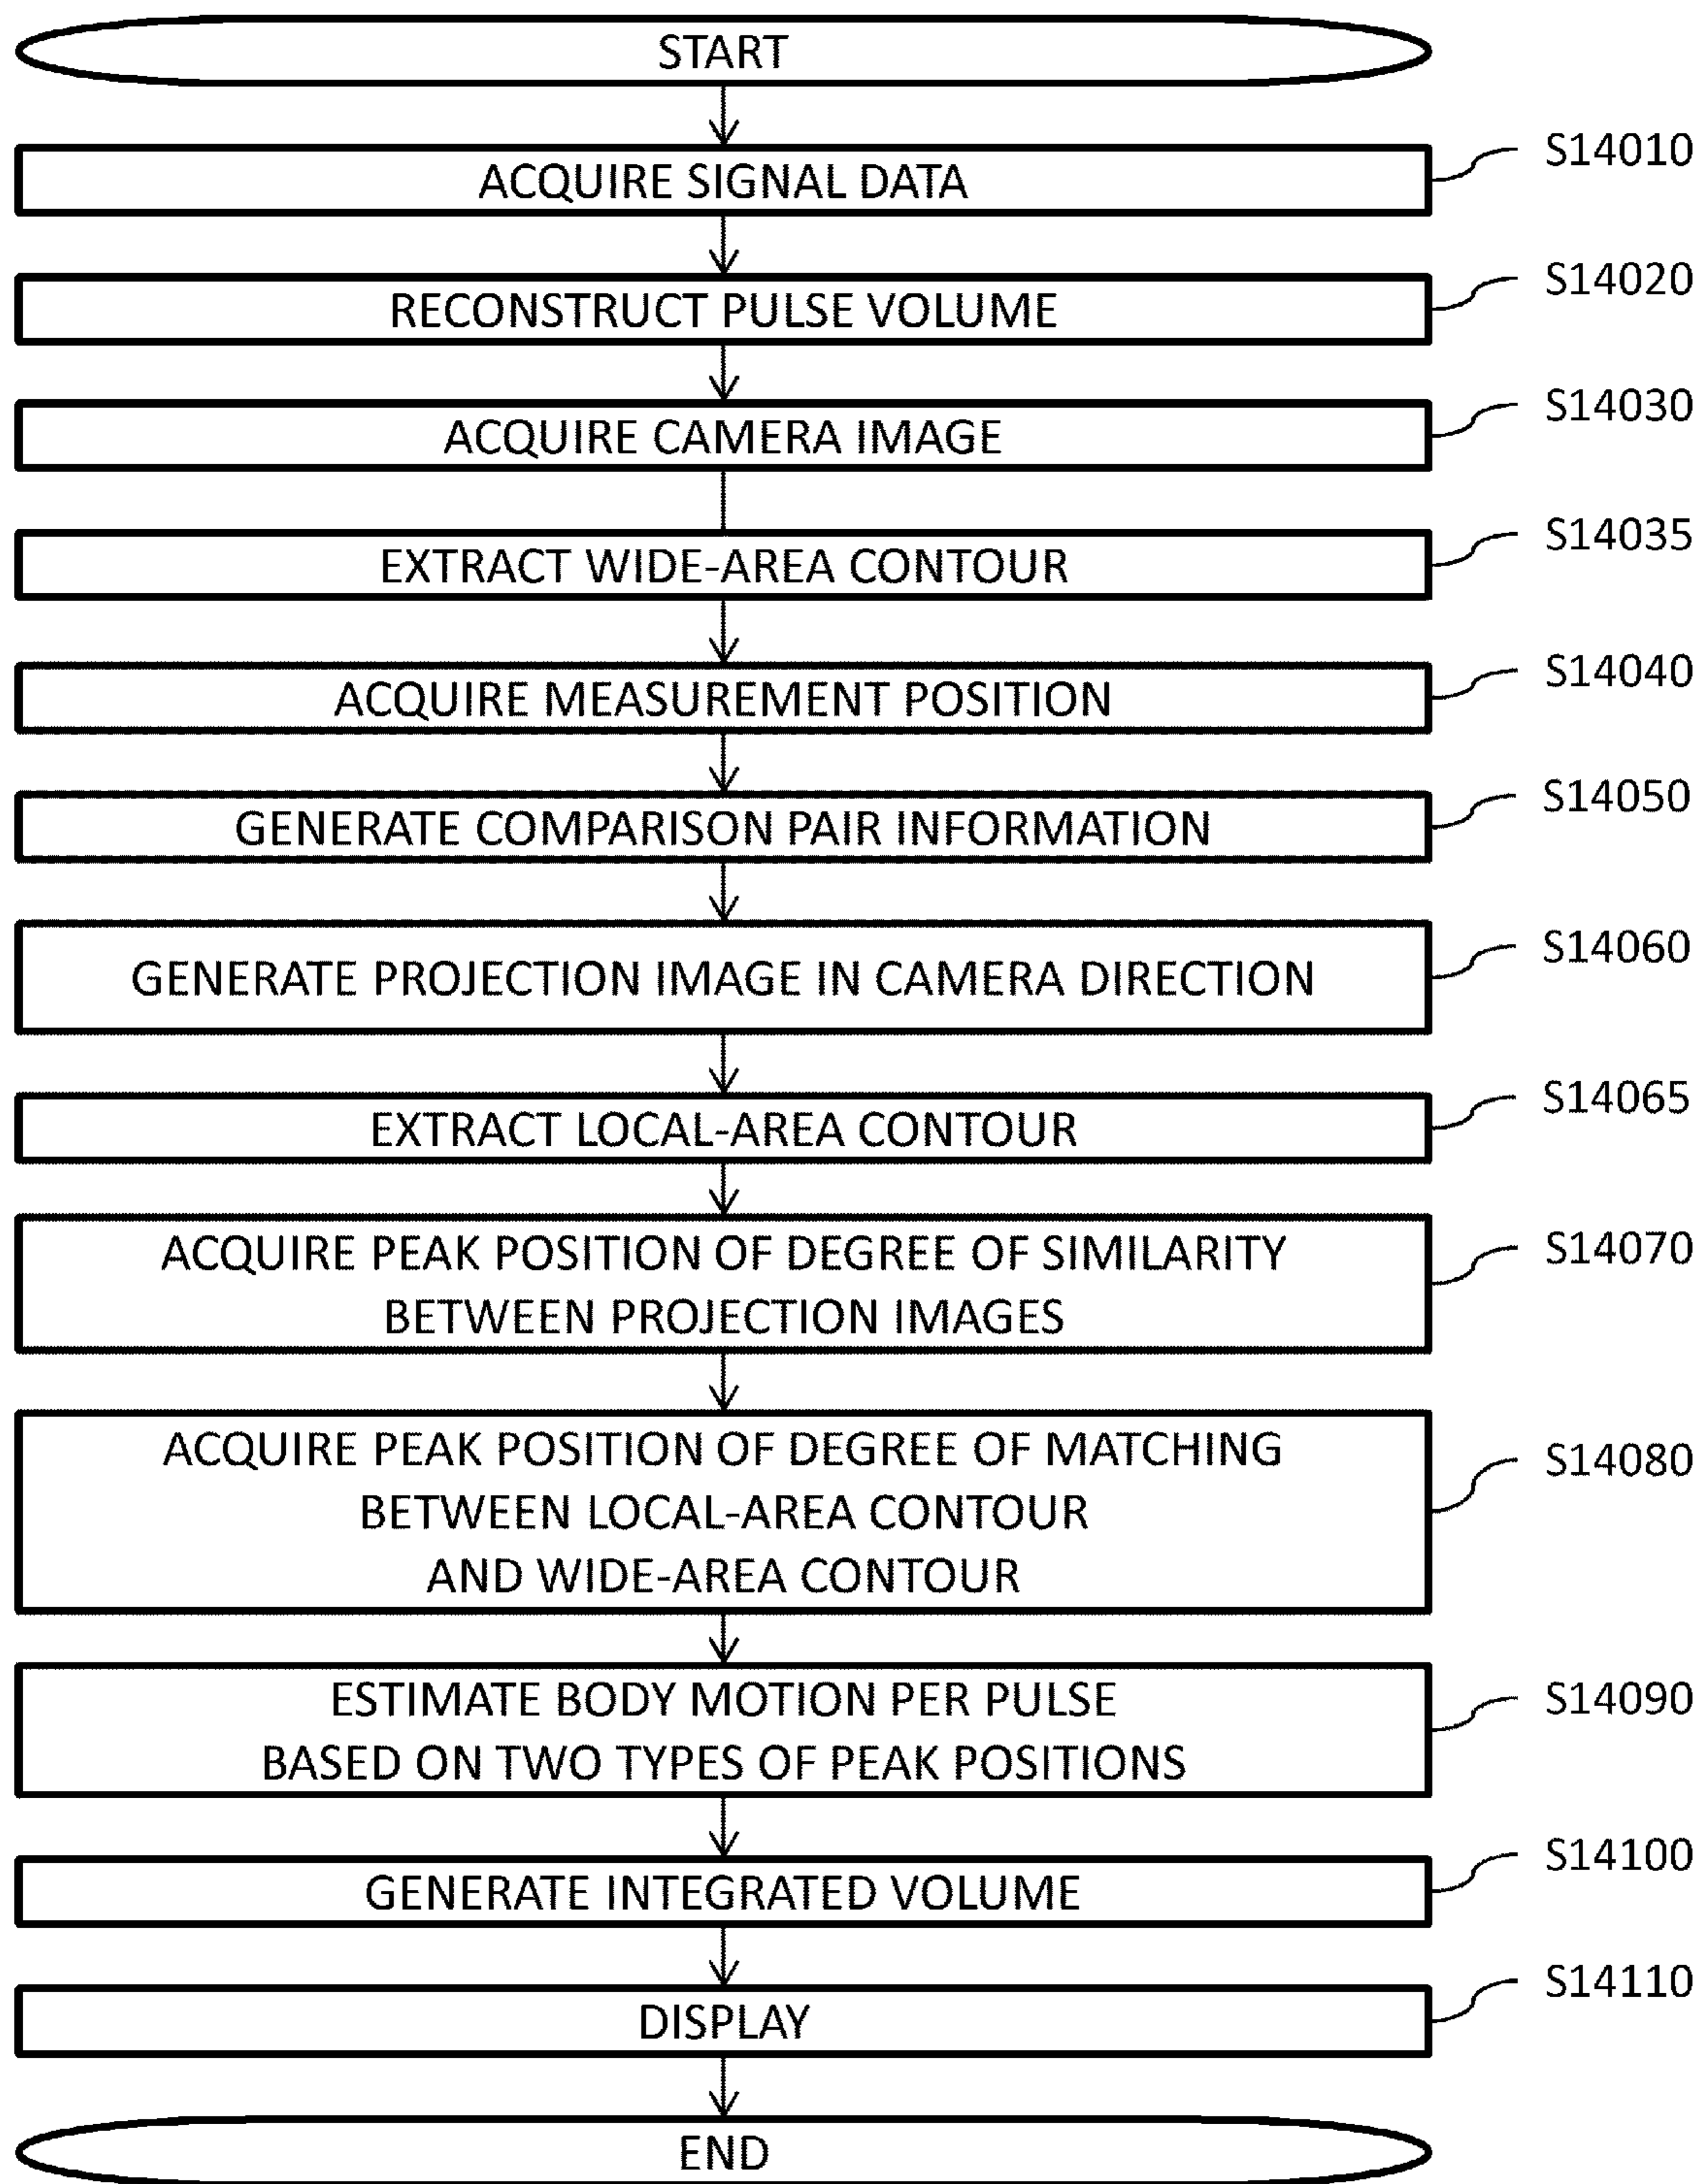 START
ACQUIRE SIGNAL DATA
S14010
RECONSTRUCT PULSE VOLUME
S14020
ACQUIRE CAMERA IMAGE
S14030
EXTRACT WIDE-AREA CONTOUR
S14035
ACQUIRE MEASUREMENT POSITION
S14040
GENERATE COMPARISON PAIR INFORMATION
S14050
GENERATE PROJECTION IMAGE IN CAMERA DIRECTION
S14060
EXTRACT LOCAL-AREA CONTOUR
S14065
ACQUIRE PEAK POSITION OF DEGREE OF SIMILARITY
BETWEEN PROJECTION IMAGES
S14070
ACQUIRE PEAK POSITION OF DEGREE OF MATCHING
BETWEEN LOCAL-AREA CONTOUR
AND WIDE-AREA CONTOUR
S14080
ESTIMATE BODY MOTION PER PULSE
BASED ON TWO TYPES OF PEAK POSITIONS
S14090
GENERATE INTEGRATED VOLUME
S14100
DISPLAY
S14110
END